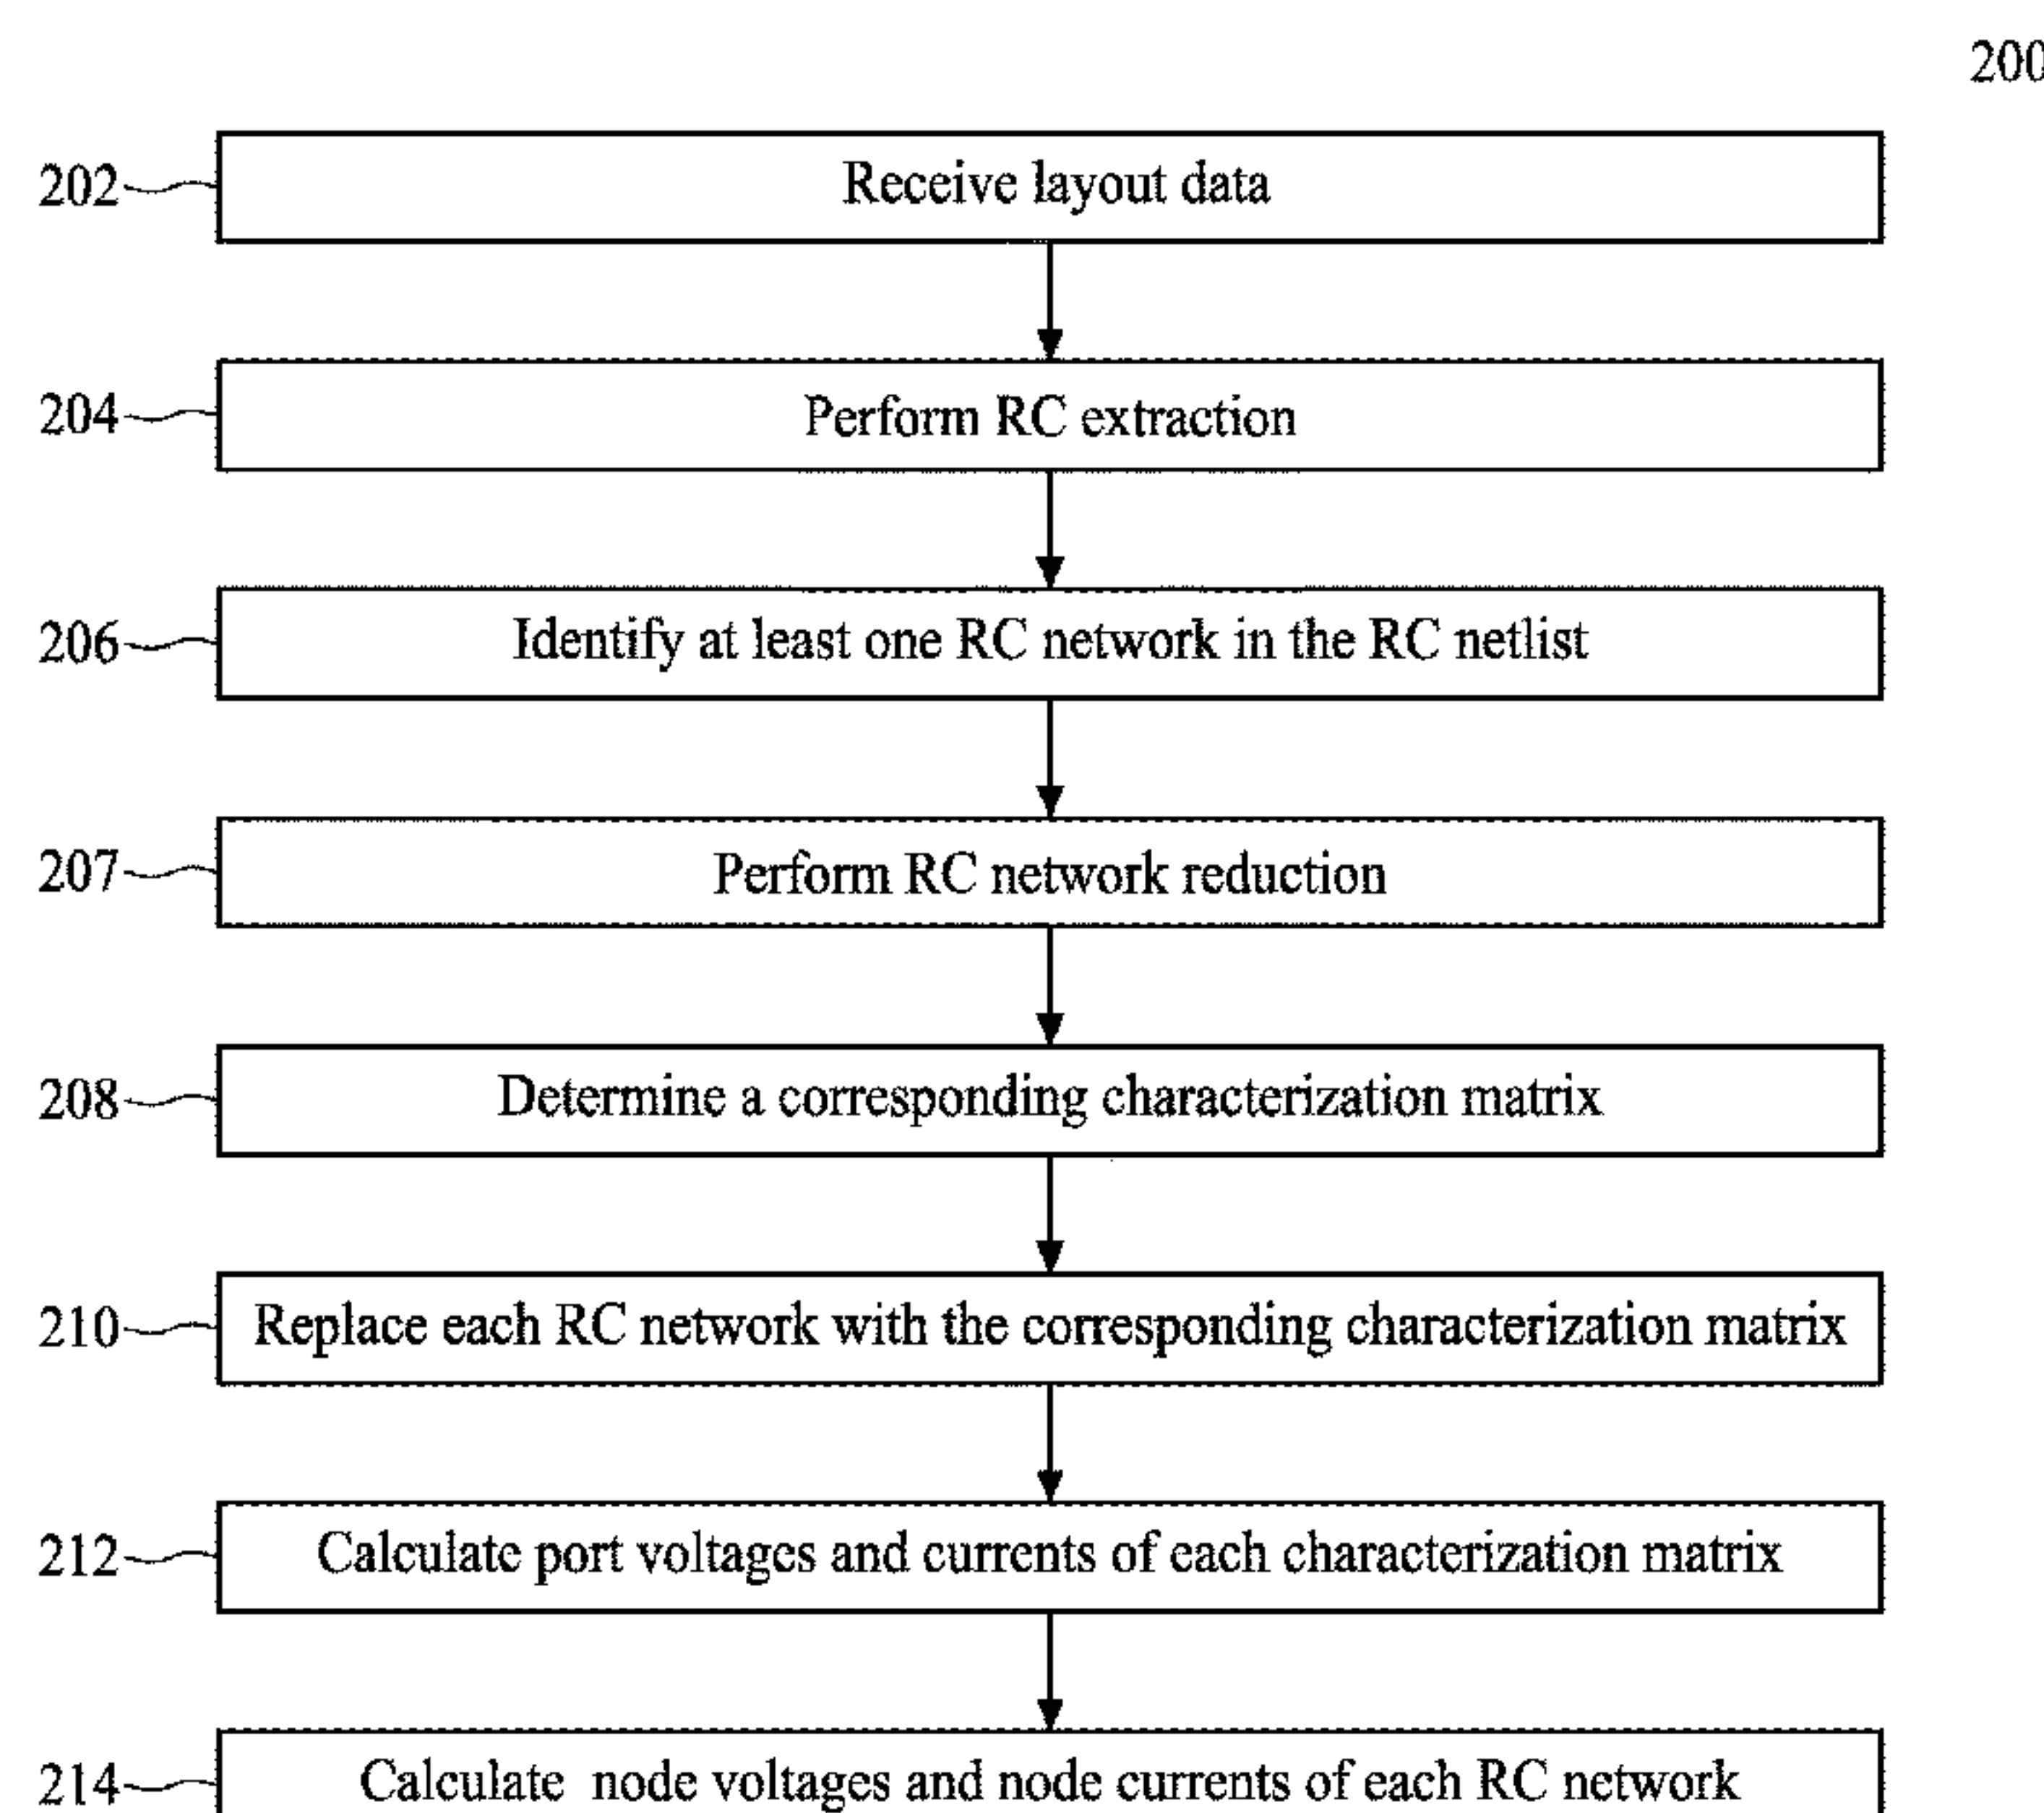 200
202 Receive layout data
204 Perform RC extraction
206 Identify at least one RC network in the RC netlist
207 Perform RC network reduction
208 Determine a corresponding characterization matrix
210 Replace each RC network with the corresponding characterization matrix
212 Calculate port voltages and currents of each characterization matrix
214 Calculate node voltages and node currents of each RC network